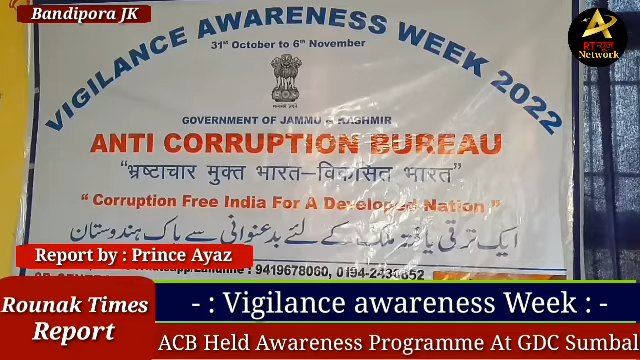 Bandipora JK
VIGILANCE AWARENESS WEEK 2022
31st October to 6th November
RT न्यूज़
Network
GOVERNMENT OF JAMMU & KASHMIR
ANTI CORRUPTION BUREAU
“भ्रष्टाचार मुक्त भारत–विकसित भारत”
“ Corruption Free India For A Developed Nation ”
ایک ترقی یافتہ ملک کے لئے بدعنوانی سے پاک ہندوستان
Report by : Prince Ayaz
9419678060, 0194-2430652
Rounak Times
Report
- : Vigilance awareness Week : -
ACB Held Awareness Programme At GDC Sumbal